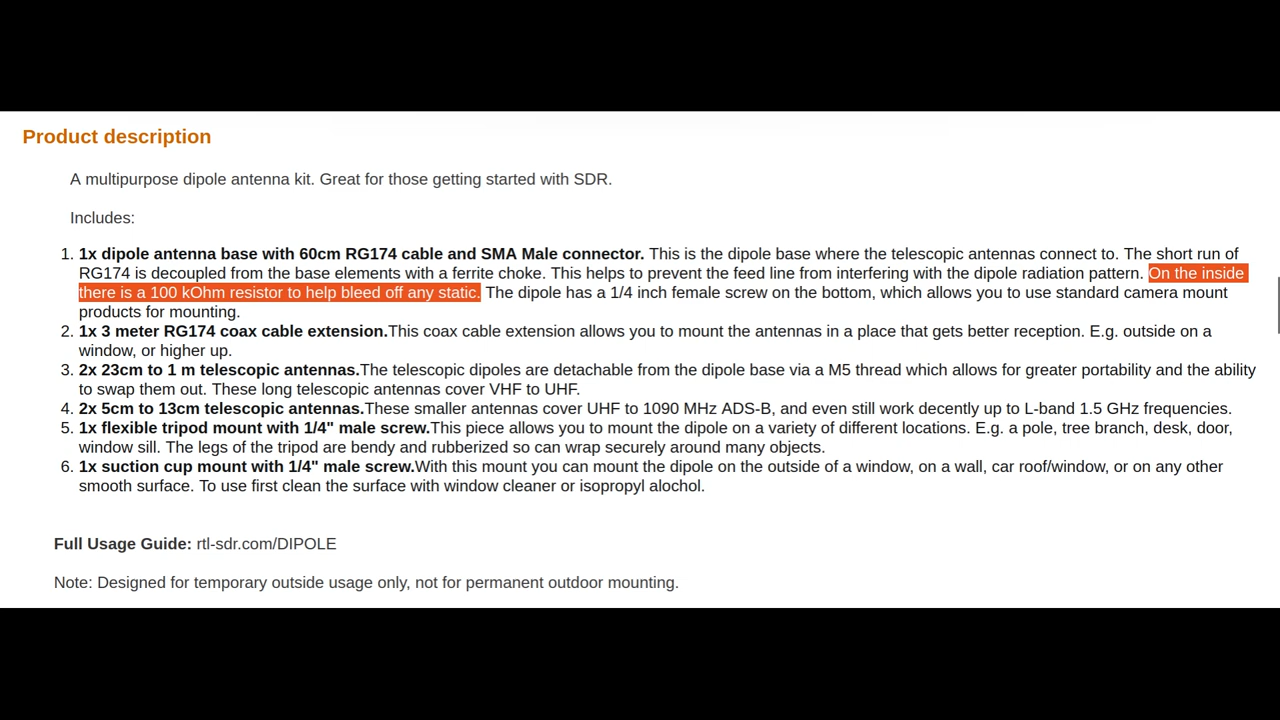 Product description
A multipurpose dipole antenna kit. Great for those getting started with SDR.
Includes:
1. 1x dipole antenna base with 60cm RG174 cable and SMA Male connector. This is the dipole base where the telescopic antennas connect to. The short run of
RG174 is decoupled from the base elements with a ferrite choke. This helps to prevent the feed line from interfering with the dipole radiation pattern. On the inside
there is a 100 kOhm resistor to help bleed off any static. The dipole has a 1/4 inch female screw on the bottom, which allows you to use standard camera mount
products for mounting.
2. 1x 3 meter RG174 coax cable extension.This coax cable extension allows you to mount the antennas in a place that gets better reception. E.g. outside on a
window, or higher up.
3. 2x 23cm to 1 m telescopic antennas.The telescopic dipoles are detachable from the dipole base via a M5 thread which allows for greater portability and the ability
to swap them out. These long telescopic antennas cover VHF to UHF.
4. 2x 5cm to 13cm telescopic antennas.These smaller antennas cover UHF to 1090 MHz ADS-B, and even still work decently up to L-band 1.5 GHz frequencies.
5. 1x flexible tripod mount with 1/4" male screw.This piece allows you to mount the dipole on a variety of different locations. E.g. a pole, tree branch, desk, door,
window sill. The legs of the tripod are bendy and rubberized so can wrap securely around many objects.
6. 1x suction cup mount with 1/4" male screw.With this mount you can mount the dipole on the outside of a window, on a wall, car roof/window, or on any other
smooth surface. To use first clean the surface with window cleaner or isopropyl alochol.
Full Usage Guide: rtl-sdr.com/DIPOLE
Note: Designed for temporary outside usage only, not for permanent outdoor mounting.